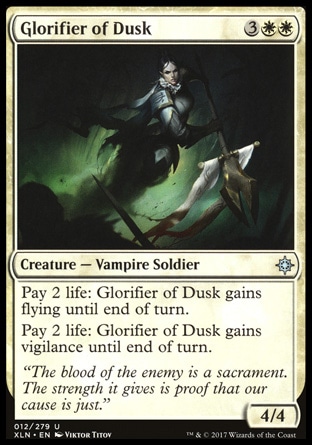 Glorifier of Dusk 3
Creature — Vampire Soldier
Pay 2 life: Glorifier of Dusk gains
flying until end of turn.
Pay 2 life: Glorifier of Dusk gains
vigilance until end of turn.
“The blood of the enemy is a sacrament.
The strength it gives is proof that our
cause is just.”
4/4
012/279 U
XLN • EN Viktor Titov
™ & © 2017 Wizards of the Coast